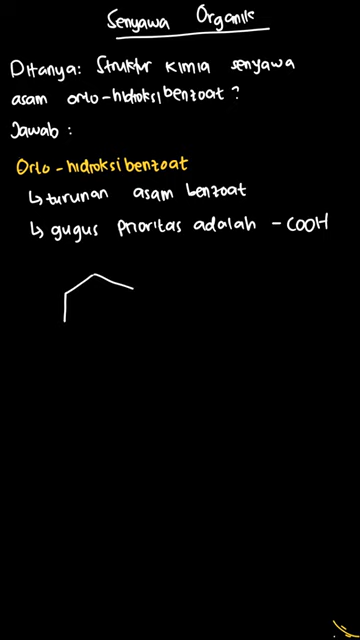 Senyawa Organik
Ditanya: Struktur kimia senyawa
asam orto-hidroksibenzoat?
Jawab:
Orto-hidroksibenzoat
↳ turunan asam benzoat
↳ gugus prioritas adalah -COOH